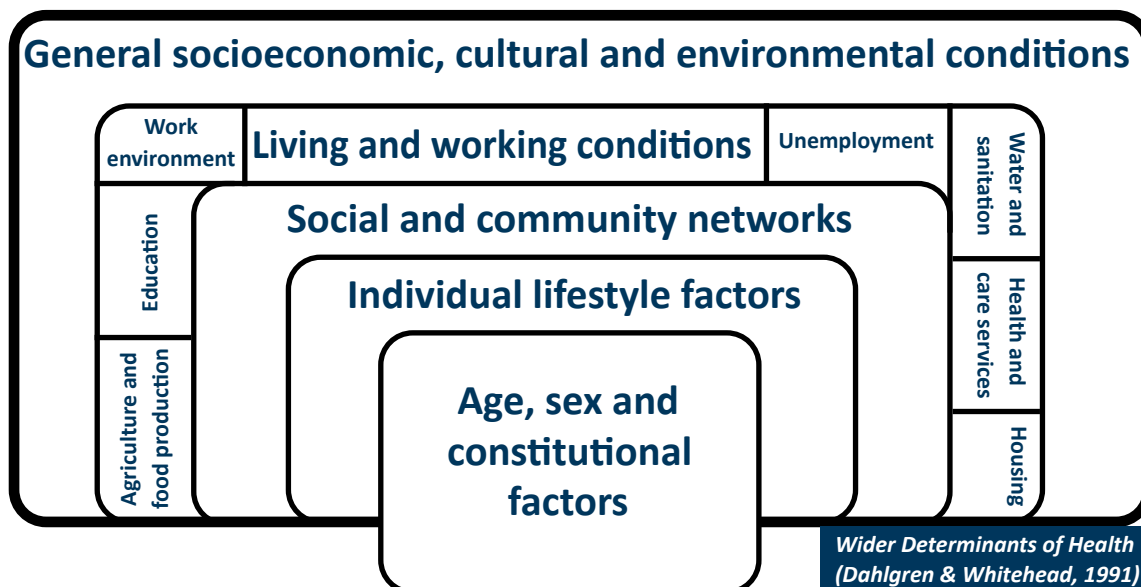 General socioeconomic, cultural and environmental conditions
Work
environment
Living and working conditions
Unemployment
Water and
sanitation
Education
Social and community networks
Individual lifestyle factors
Health and
care services
Agriculture and
food production
Age, sex and
constitutional
factors
Housing
Wider Determinants of Health
(Dahlgren & Whitehead, 1991)